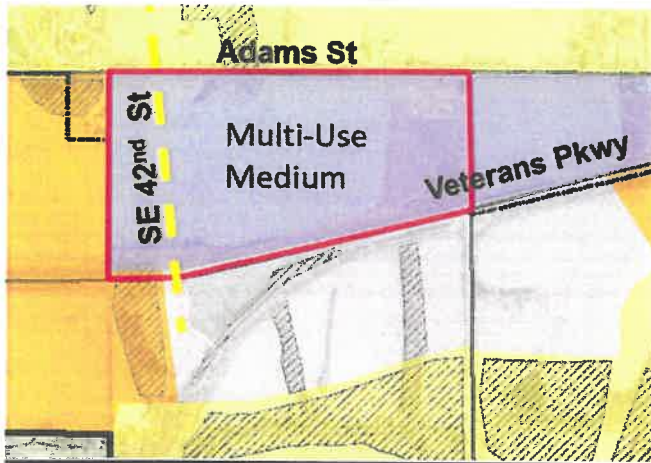 Adams St
SE 42nd St
Multi-Use
Medium
Veterans Pkwy